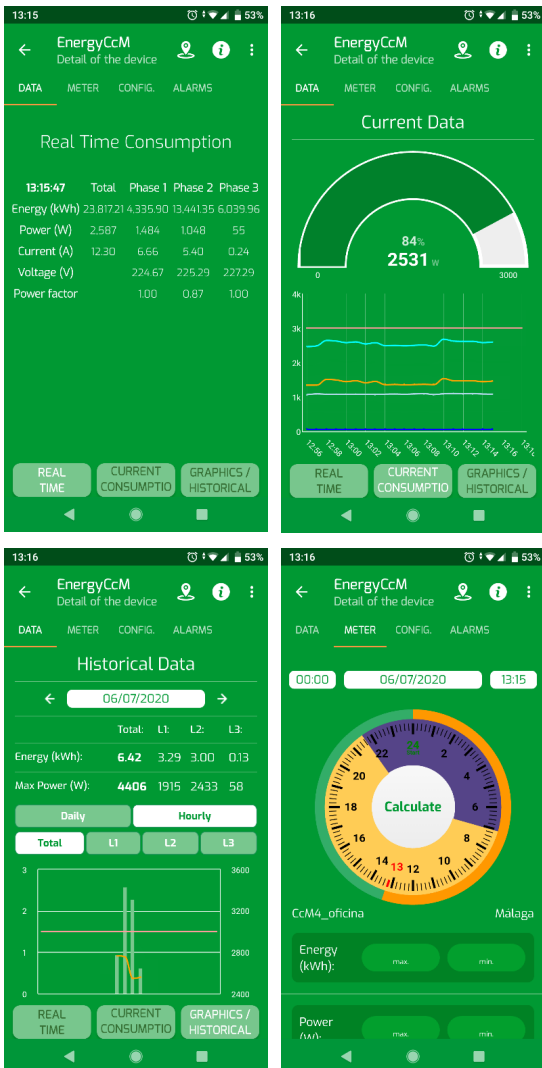 13:15 53%
EnergyCcM
Detail of the device
DATA METER CONFIG. ALARMS
Real Time Consumption
13:15:47 Total Phase 1 Phase 2 Phase 3
Energy (kWh) 23,817.21 4,335.90 13,441.35 6,039.96
Power (W) 2,587 1,484 1,048 55
Current (A) 12.30 6.66 5.40 0.24
Voltage (V) 224.67 225.29 227.29
Power factor 1.00 0.87 1.00
REAL TIME CURRENT CONSUMPTIO GRAPHICS / HISTORICAL
13:16 53%
EnergyCcM
Detail of the device
DATA METER CONFIG. ALARMS
Current Data
84%
2531 W
0 3000
4k
3k
2k
1k
0
12:56 12:58 13:00 13:02 13:04 13:06 13:08 13:10 13:12 13:14 13:16
REAL TIME CURRENT CONSUMPTIO GRAPHICS / HISTORICAL
13:16 53%
EnergyCcM
Detail of the device
DATA METER CONFIG. ALARMS
Historical Data
06/07/2020
Total: L1: L2: L3:
Energy (kWh): 6.42 3.29 3.00 0.13
Max Power (W): 4406 1915 2433 58
Daily Hourly
Total L1 L2 L3
3 3600
2 3200
1 2800
0 2400
REAL TIME CURRENT CONSUMPTIO GRAPHICS / HISTORICAL
13:16 53%
EnergyCcM
Detail of the device
DATA METER CONFIG. ALARMS
00:00 06/07/2020 13:15
24 2 4 6 8 10 12 13 14 16 18 20 22
Calculate
CcM4_oficina Málaga
Energy (kWh): max. min.
Power (W): max. min.